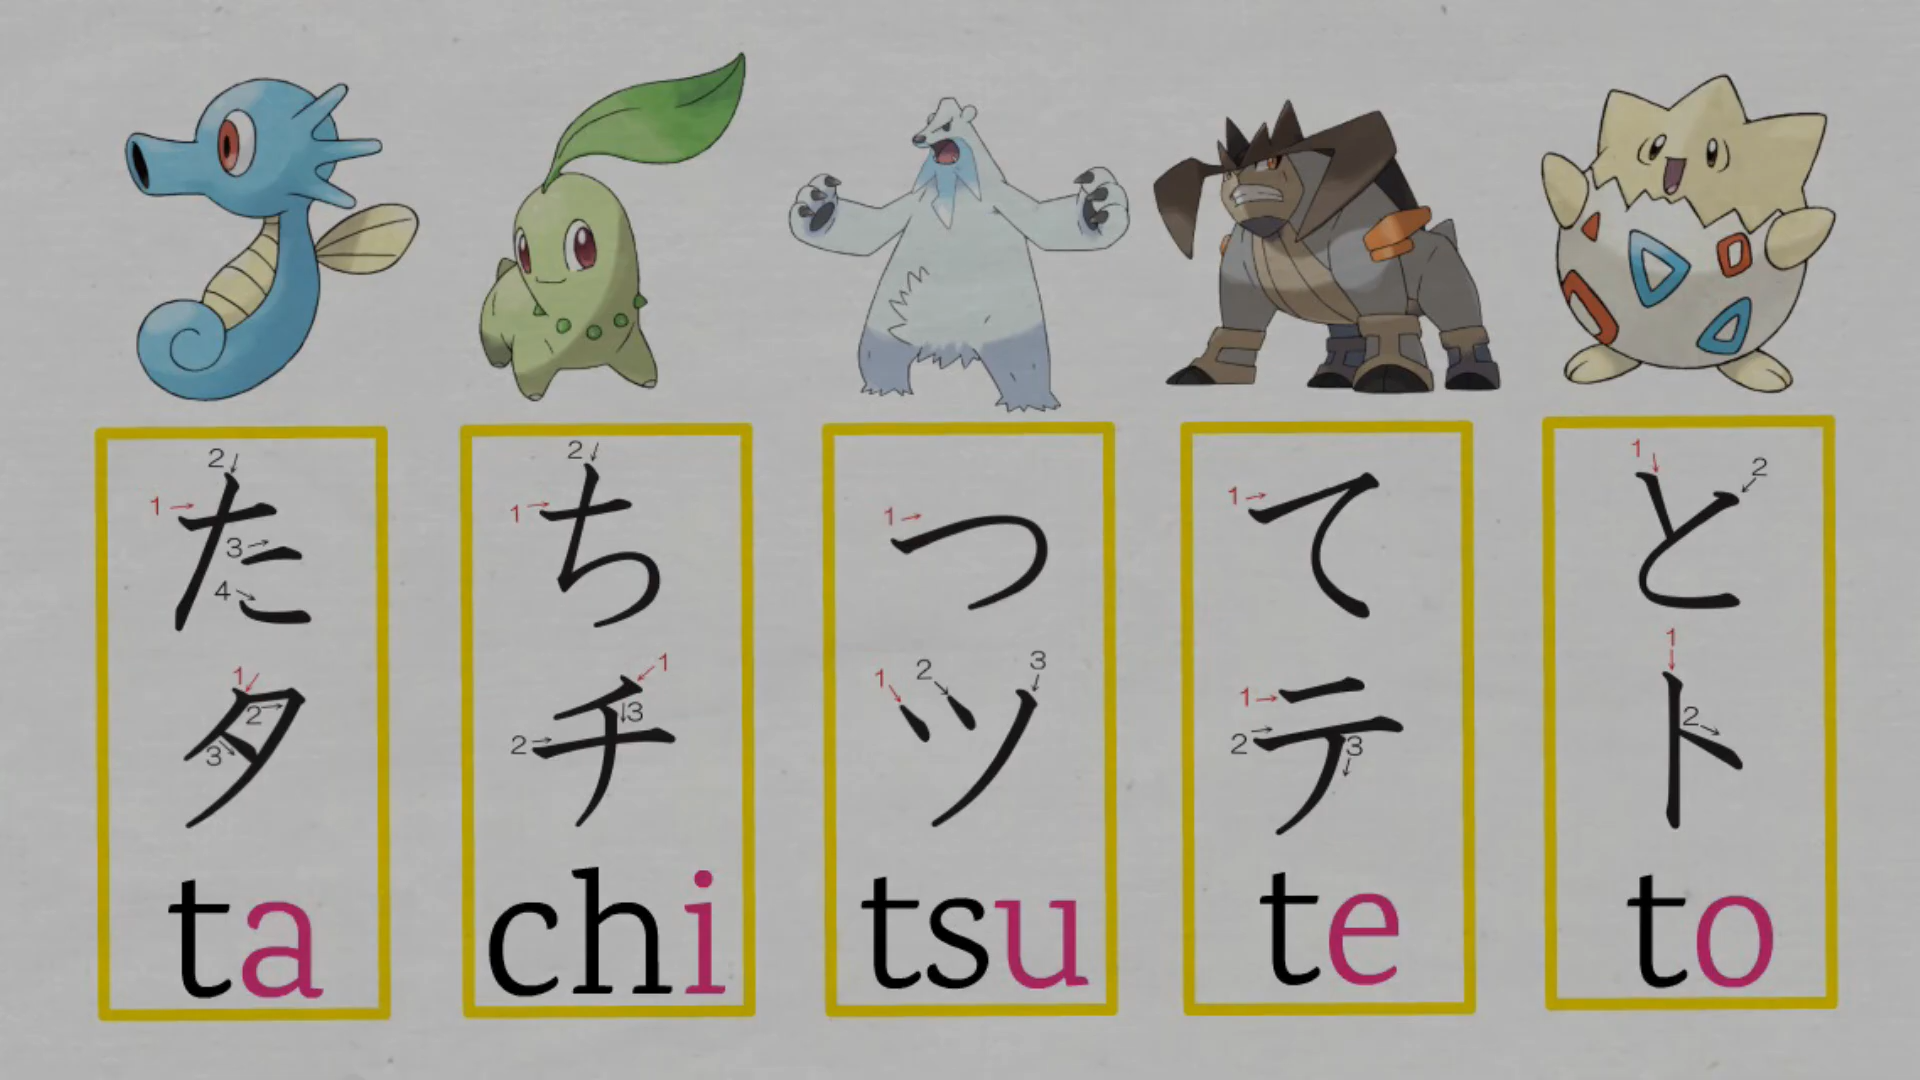 た ち つ て と
タ チ ツ テ ト
ta chi tsu te to